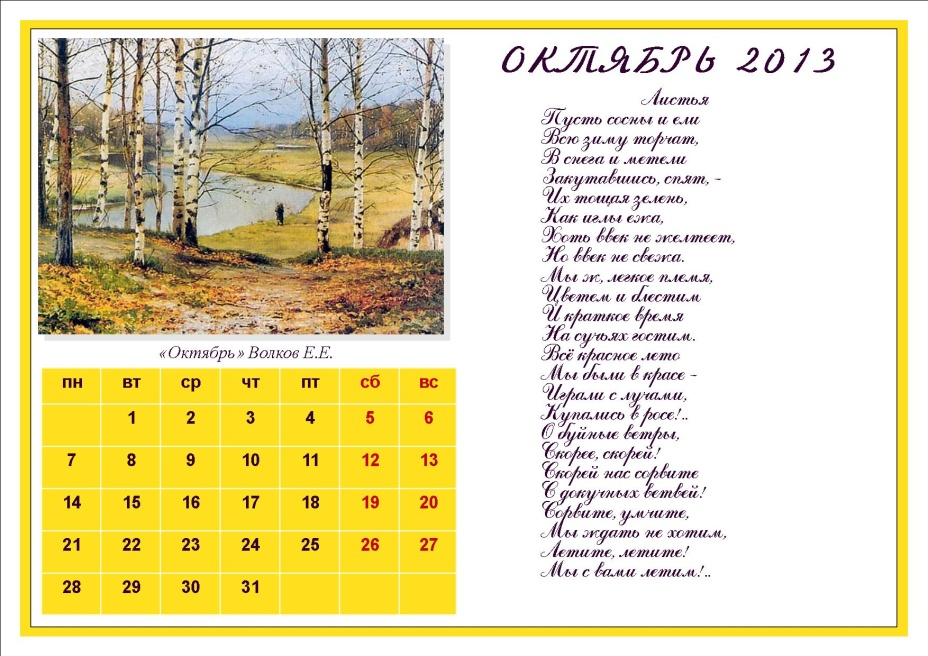 ОКТЯБРЬ 2013
Листья
Пусть сосны и ели
Всю зиму торчат,
В снега и метели
Закутавшись, спят, -
Их тощая зелень,
Как иглы ежа,
Хоть ввек не желтеет,
Но ввек не свежа.
Мы ж, легкое племя,
Цветем и блестим
И краткое время
На сучьях гостим.
Всё красное лето
Мы были в красе -
Играли с лучами,
Купались в росе!..
О буйные ветры,
Скорее, скорей!
Скорей нас сорвите
С докучных ветвей!
Сорвите, умчите,
Мы ждать не хотим,
Летите, летите!
Мы с вами летим!..
«Октябрь» Волков Е.Е.
пн вт ср чт пт сб вс
1 2 3 4 5 6
7 8 9 10 11 12 13
14 15 16 17 18 19 20
21 22 23 24 25 26 27
28 29 30 31